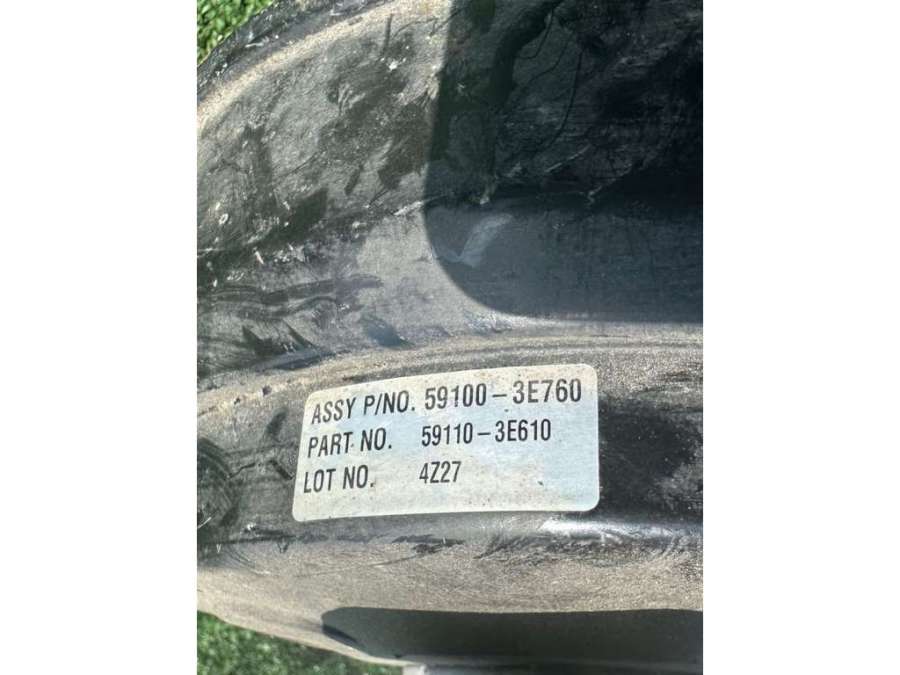 ASSY P/NO. 59100-3E760
PART NO. 59110-3E610
LOT NO. 4Z27